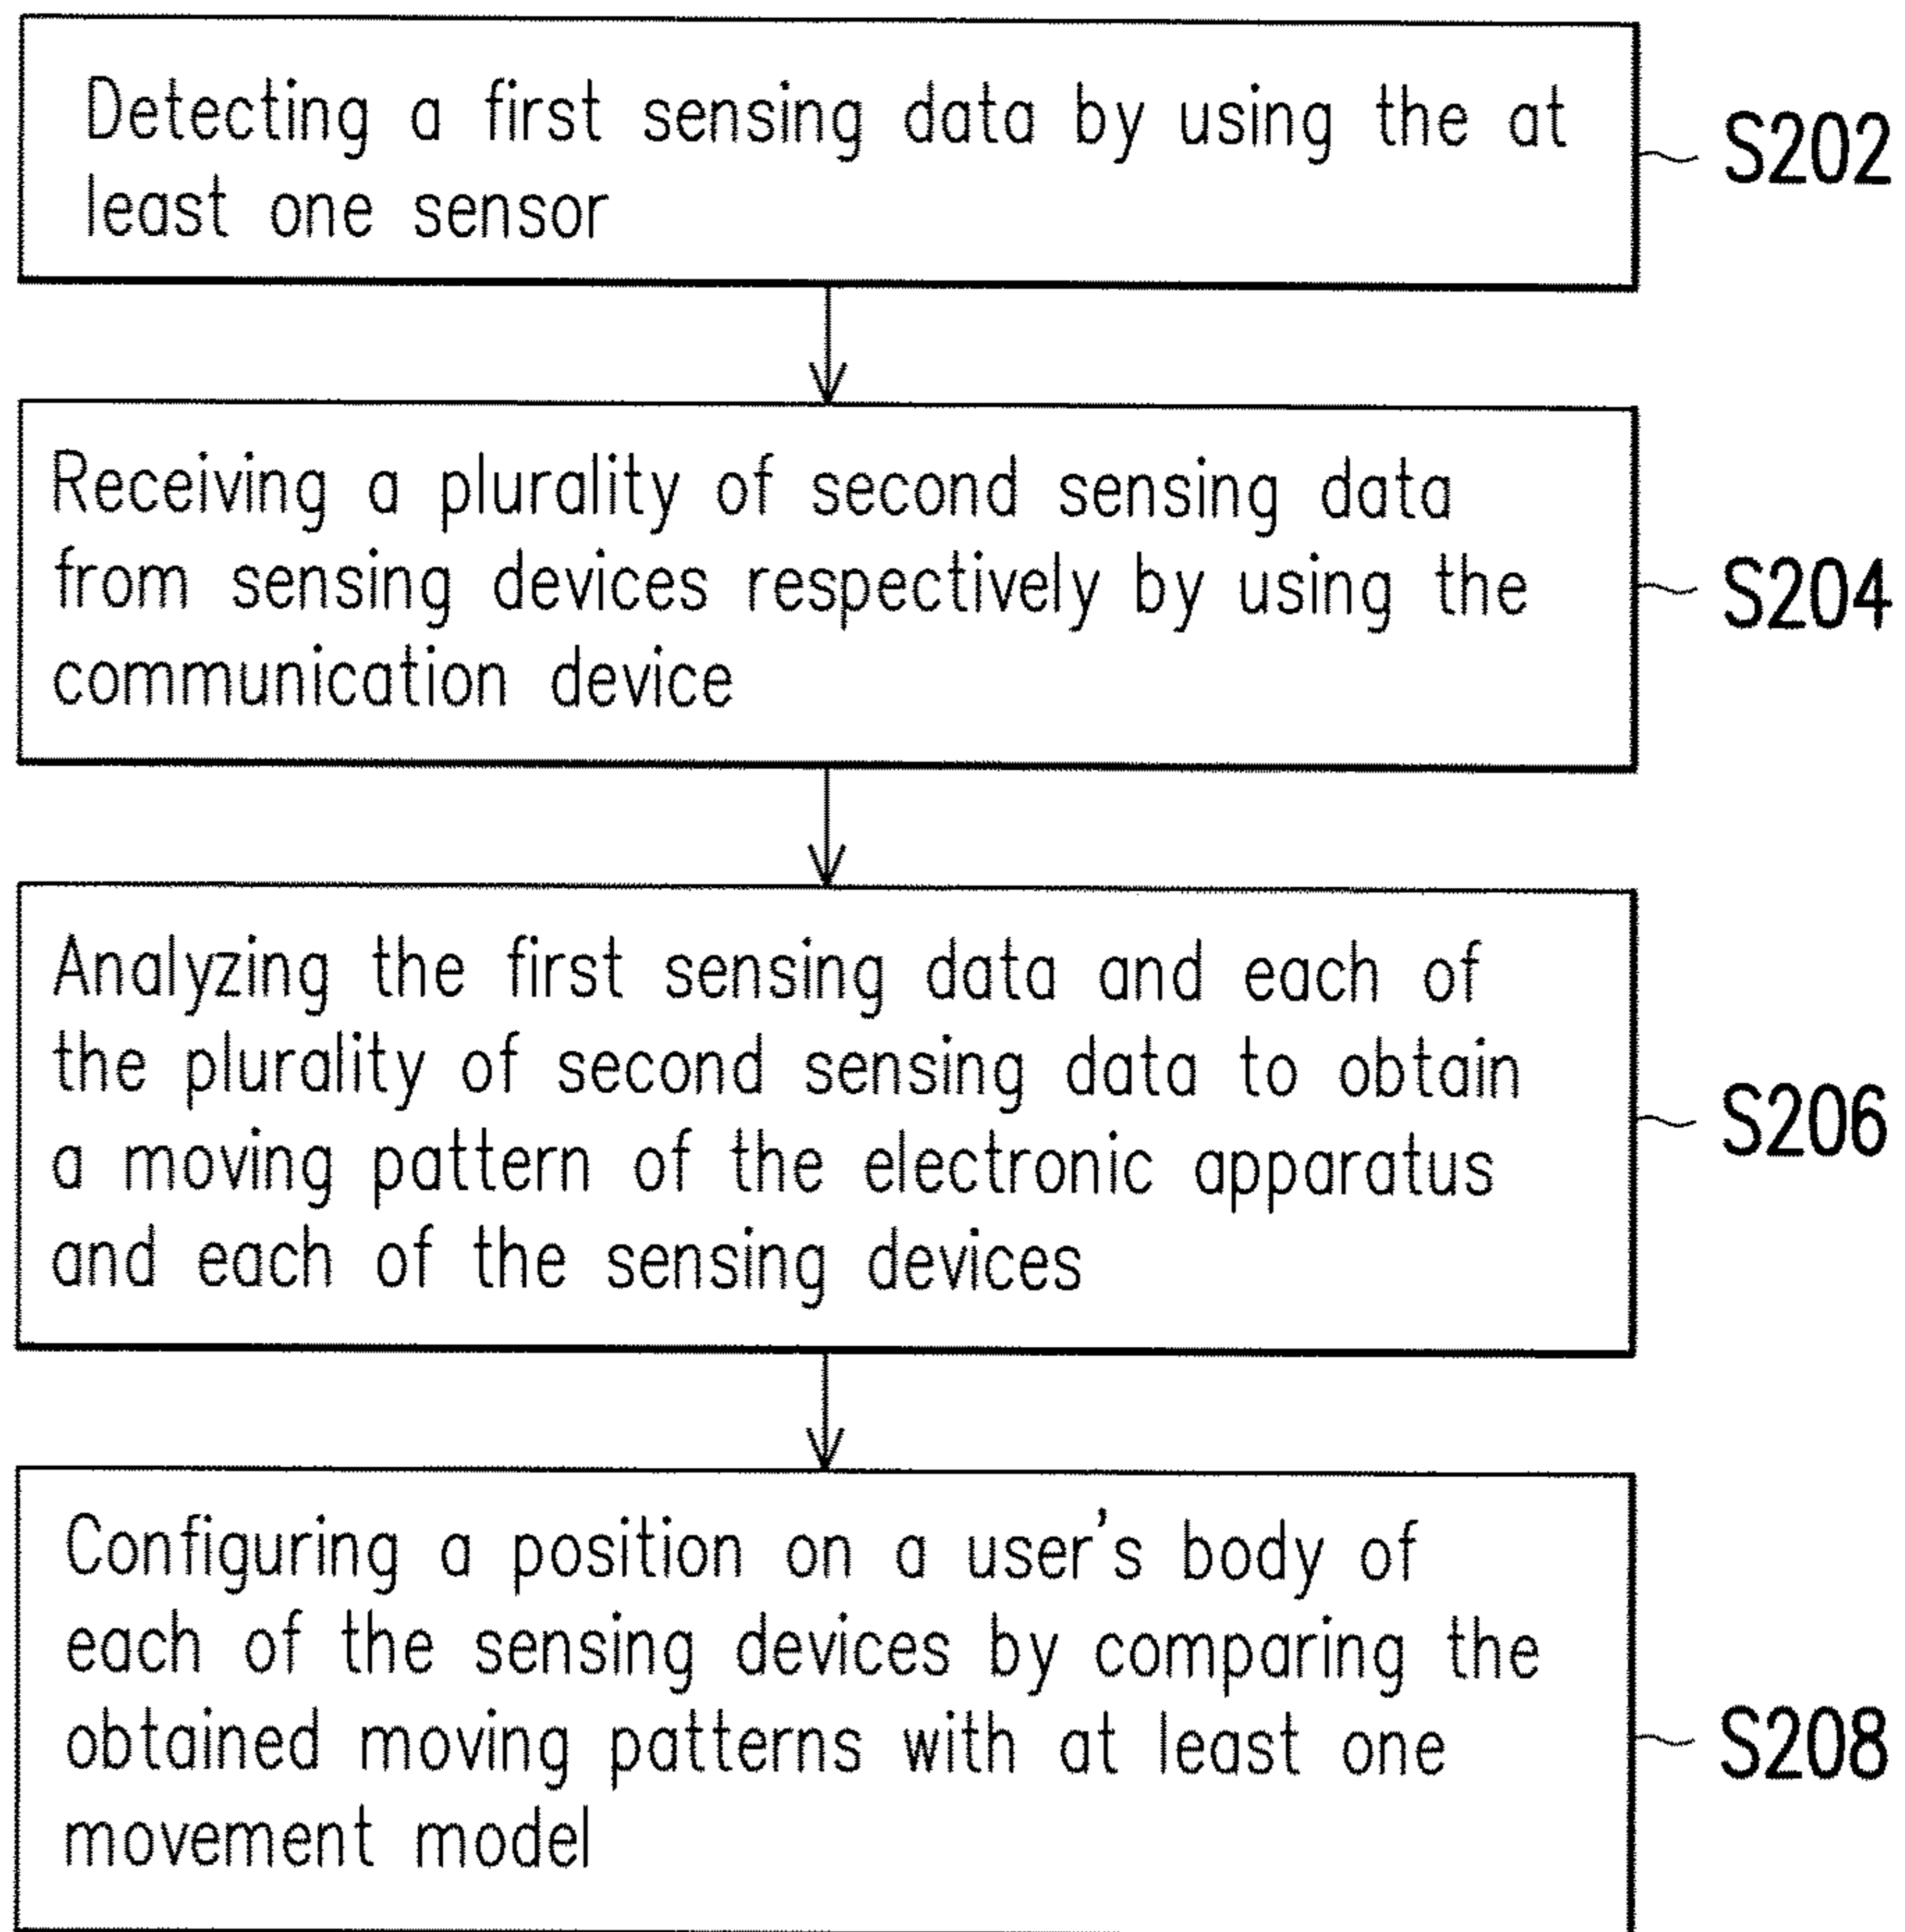 Detecting a first sensing data by using the at
least one sensor
S202
Receiving a plurality of second sensing data
from sensing devices respectively by using the
communication device
S204
Analyzing the first sensing data and each of
the plurality of second sensing data to obtain
a moving pattern of the electronic apparatus
and each of the sensing devices
S206
Configuring a position on a user's body of
each of the sensing devices by comparing the
obtained moving patterns with at least one
movement model
S208